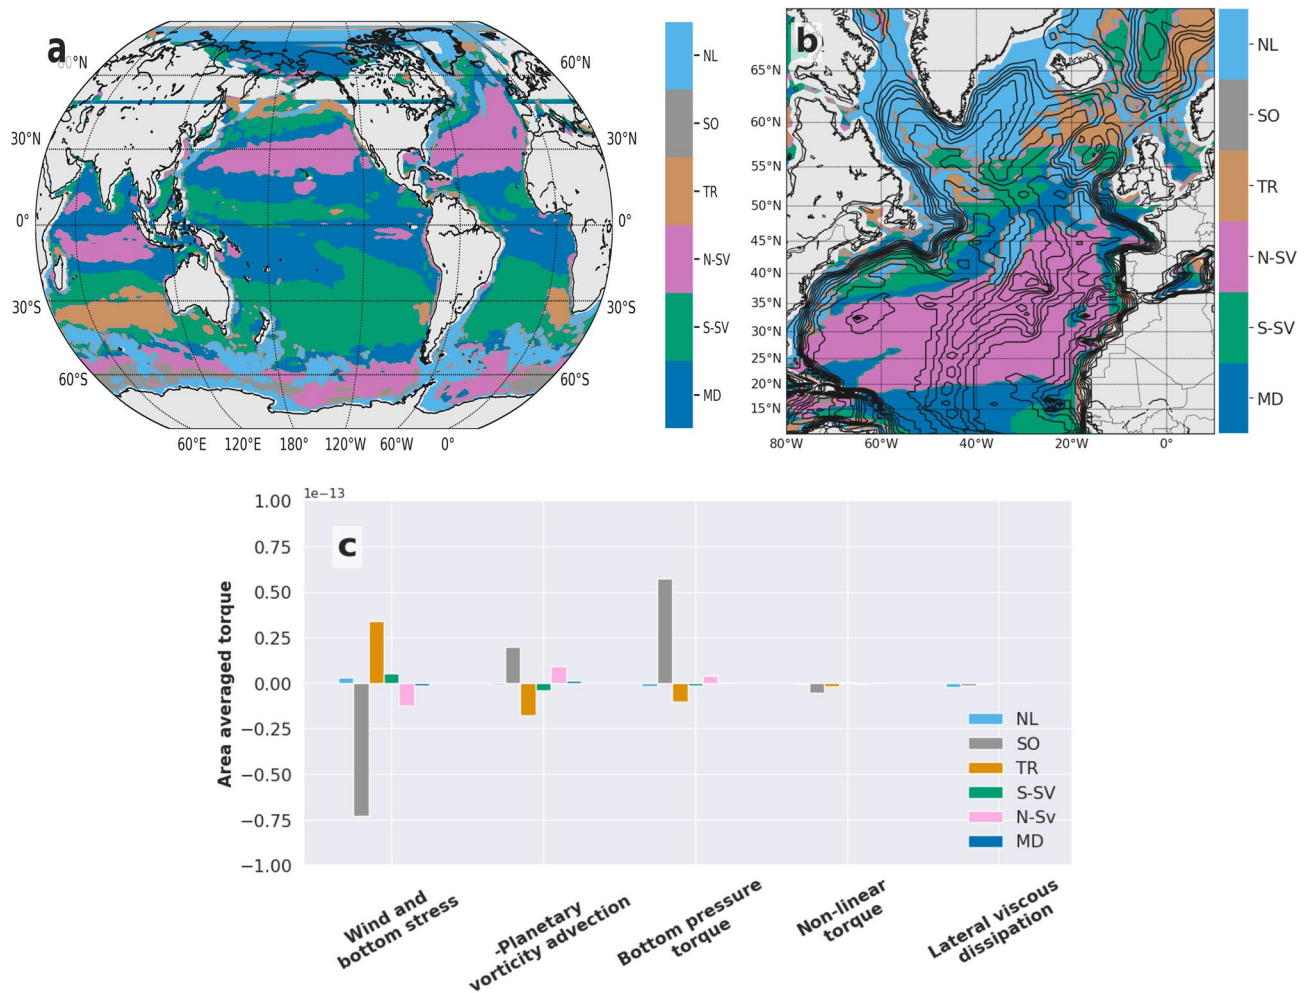 a
60°N
60°N
30°N
30°N
0°
0°
30°S
30°S
60°S
60°S
60°E 120°E 180° 120°W 60°W 0°
NL
SO
TR
N-SV
S-SV
MD
b
65°N
60°N
55°N
50°N
45°N
40°N
35°N
30°N
25°N
20°N
15°N
80°W 60°W 40°W 20°W 0°
NL
SO
TR
N-SV
S-SV
MD
1e−13
c
Area averaged torque
1.00
0.75
0.50
0.25
0.00
−0.25
−0.50
−0.75
−1.00
NL
SO
TR
S-SV
N-Sv
MD
Wind and
bottom stress
-Planetary
vorticity advection
Bottom pressure
torque
Non-linear
torque
Lateral viscous
dissipation